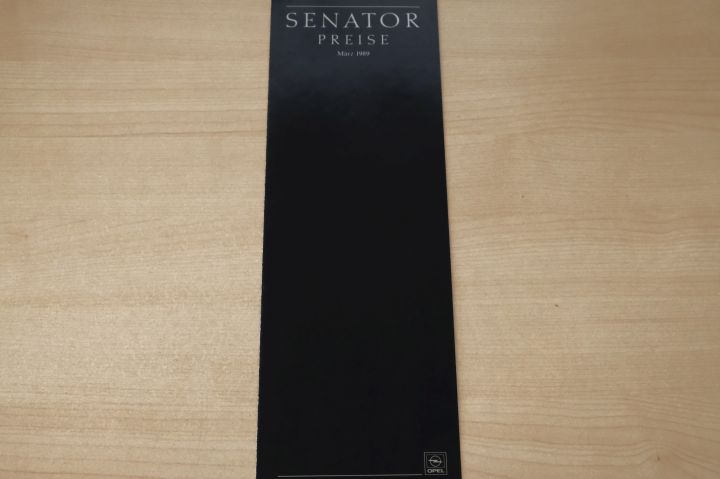 SENATOR
PREISE
März 1989
OPEL